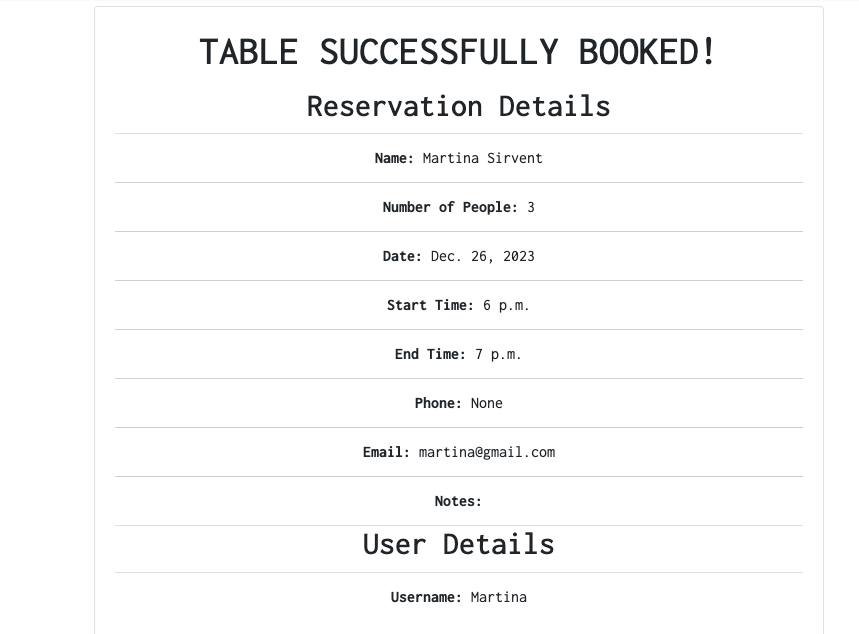 TABLE SUCCESSFULLY BOOKED!
Reservation Details
Name: Martina Sirvent
Number of People: 3
Date: Dec. 26, 2023
Start Time: 6 p.m.
End Time: 7 p.m.
Phone: None
Email: martina@gmail.com
Notes:
User Details
Username: Martina